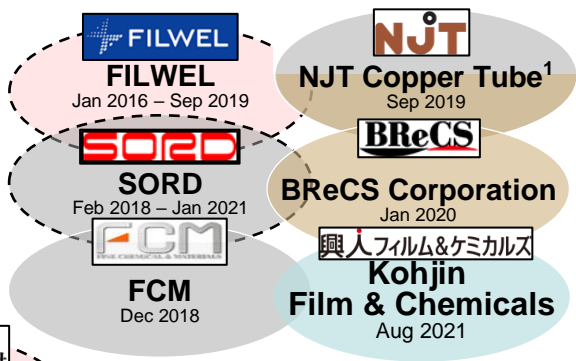 FILWEL
FILWEL
Jan 2016 – Sep 2019
NJT
NJT Copper Tube¹
Sep 2019
SORD
SORD
Feb 2018 – Jan 2021
BReCS
BReCS Corporation
Jan 2020
FCM
FINE CHEMICAL & MATERIALS
FCM
Dec 2018
興人フィルム&ケミカルズ
Kohjin
Film & Chemicals
Aug 2021